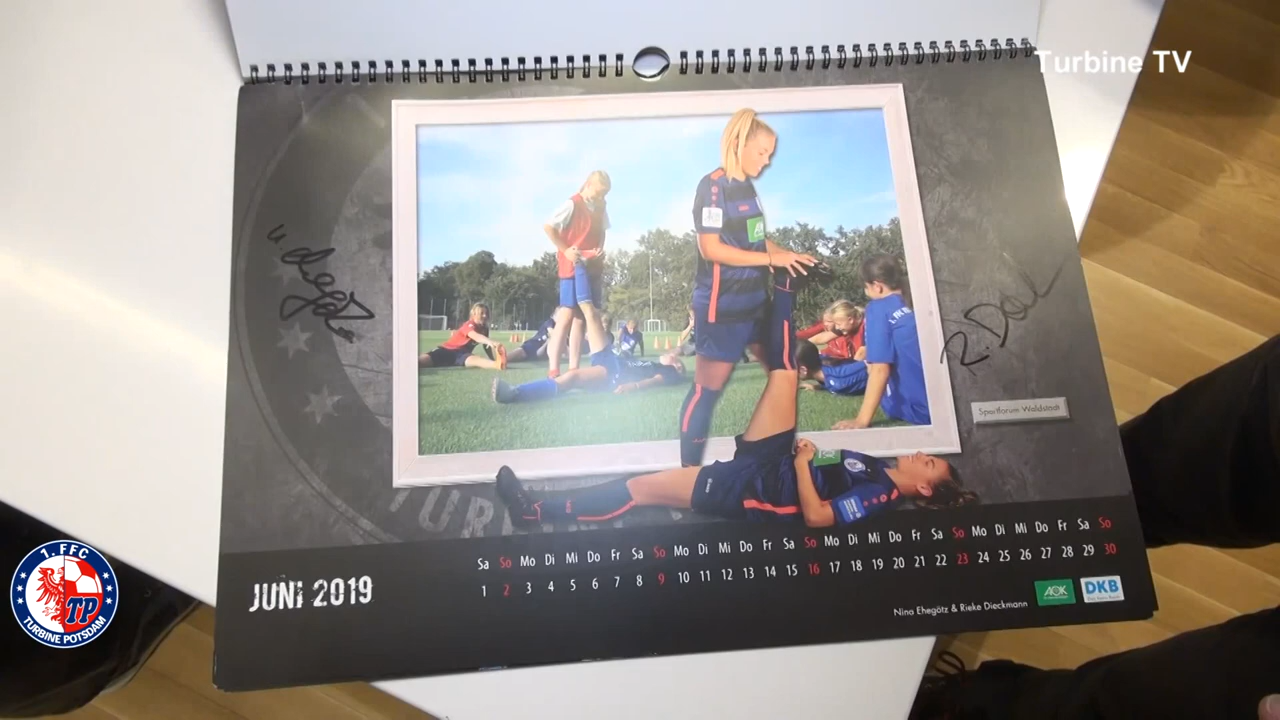 Turbine TV
Sportforum Waldstadt
TUR
Sa So Mo Di Mi Do Fr Sa So Mo Di Mi Do Fr Sa So Mo Di Mi Do Fr Sa So Mo Di Mi Do Fr Sa So
1 2 3 4 5 6 7 8 9 10 11 12 13 14 15 16 17 18 19 20 21 22 23 24 25 26 27 28 29 30
JUNI 2019
AOK
DKB
Nina Ehegötz & Rieke Dieckmann
1. FFC
TP
TURBINE POTSDAM